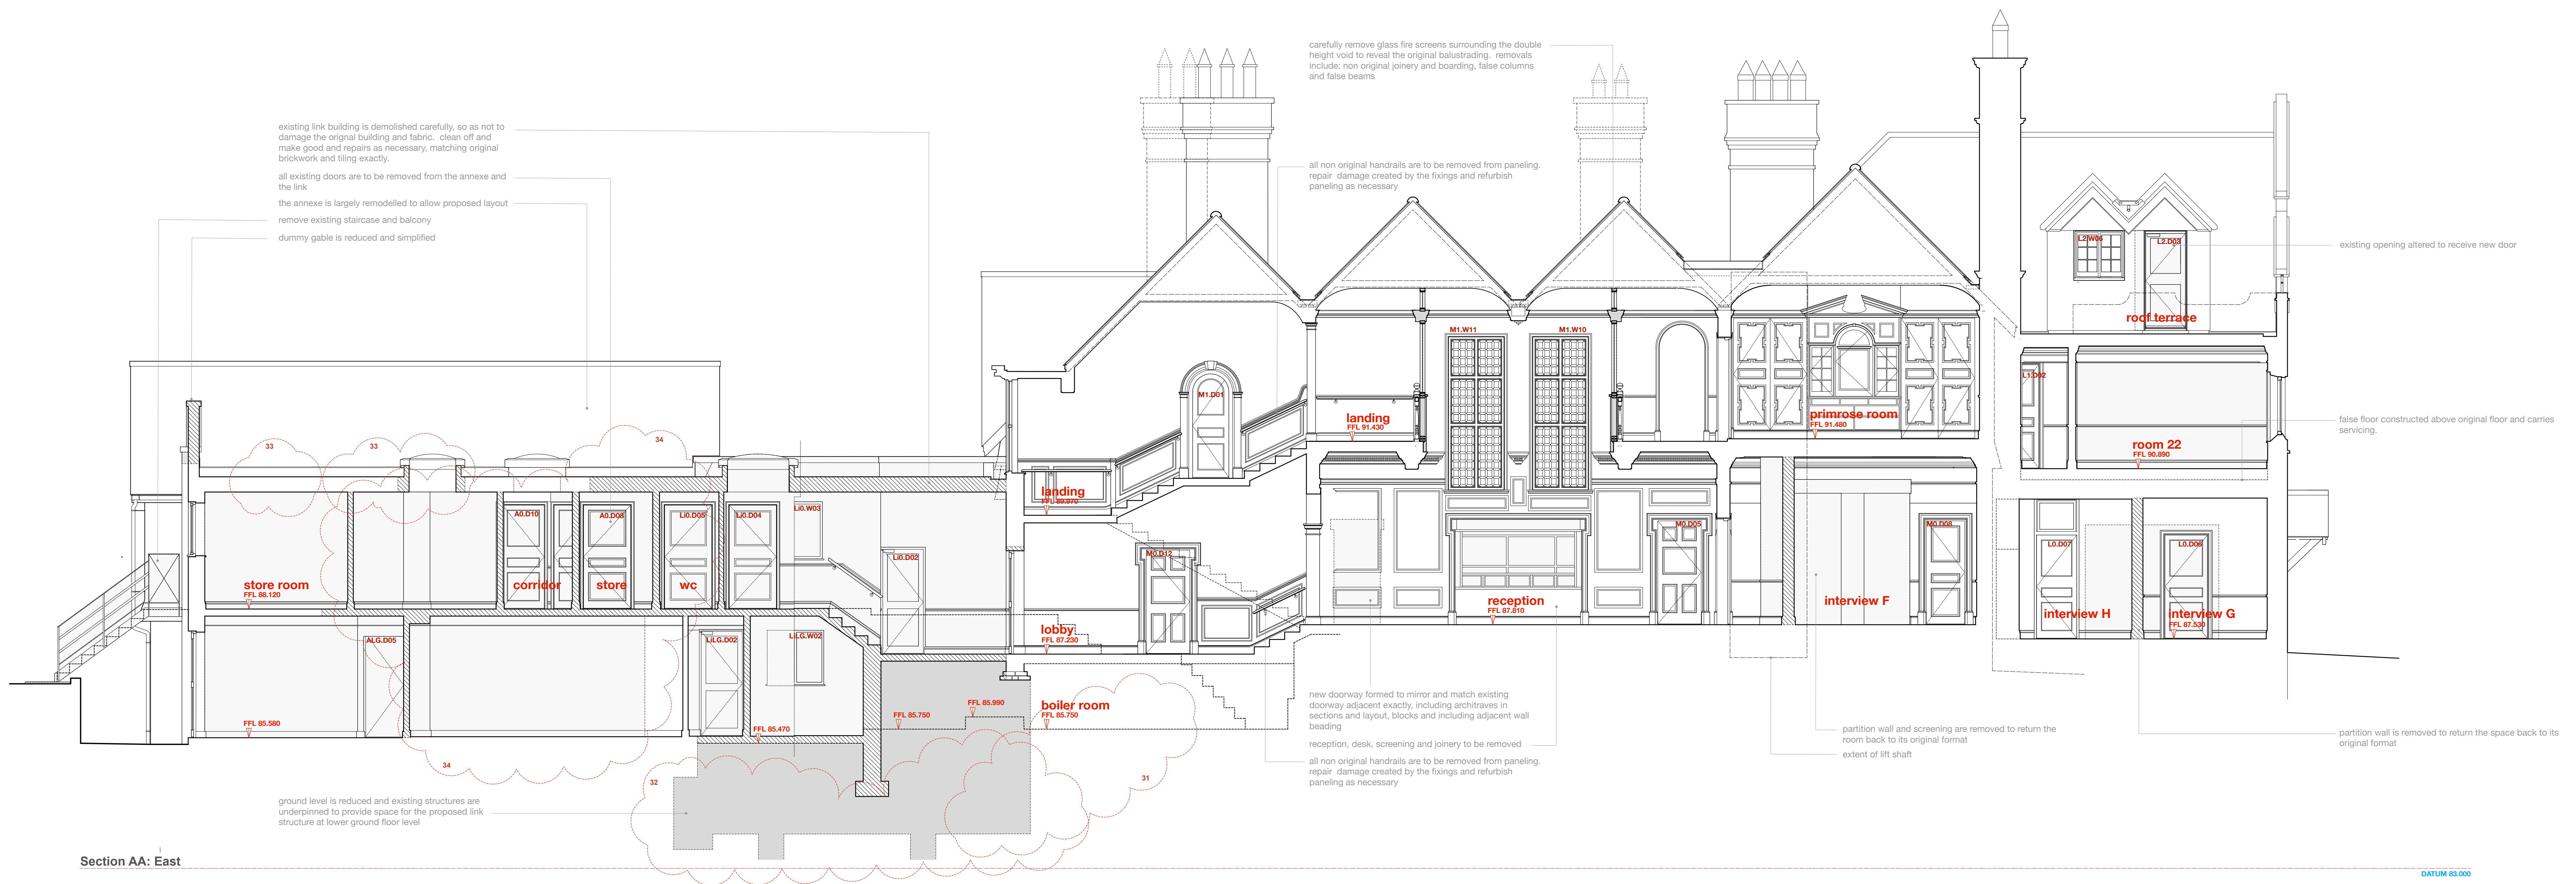 carefully remove glass fire screens surrounding the double
height void to reveal the original balustrading.  removals
include: non original joinery and boarding, false columns
and false beams
existing link building is demolished carefully, so as not to
damage the orignal building and fabric.  clean off and
make good and repairs as necessary, matching original
brickwork and tiling exactly.
all existing doors are to be removed from the annexe and
the link
the annexe is largely remodelled to allow proposed layout
remove existing staircase and balcony
dummy gable is reduced and simplified
all non original handrails are to be removed from paneling.
repair  damage created by the fixings and refurbish
paneling as necessary
L2.W06
L2.D03
existing opening altered to receive new door
roof terrace
M1.W11
M1.W10
M1.D01
L1.D02
landing
FFL 91.430
primrose room
FFL 91.480
false floor constructed above original floor and carries
servicing.
room 22
FFL 90.890
33
33
34
landing
FFL 89.070
A0.D10
A0.D08
Li0.D05
Li0.D04
Li0.W03
Li0.D02
M0.D12
M0.D05
M0.D08
L0.D07
L0.D06
store room
FFL 88.120
corridor
store
wc
reception
FFL 87.810
interview F
interview H
interview G
FFL 87.530
lobby
FFL 87.230
ALG.D05
LiLG.D02
LiLG.W02
boiler room
FFL 85.750
FFL 85.990
FFL 85.750
FFL 85.580
FFL 85.470
34
32
31
new doorway formed to mirror and match existing
doorway adjacent exactly, including architraves in
sections and layout, blocks and including adjacent wall
beading
reception, desk, screening and joinery to be removed
all non original handrails are to be removed from paneling.
repair  damage created by the fixings and refurbish
paneling as necessary
partition wall and screening are removed to return the
room back to its original format
extent of lift shaft
partition wall is removed to return the space back to its
original format
ground level is reduced and existing structures are
underpinned to provide space for the proposed link
structure at lower ground floor level
Section AA: East
DATUM 83.000